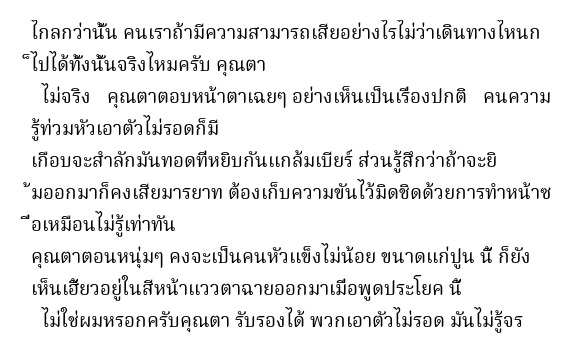 ไกลกว่านั้น คนเราถ้ามีความสามารถเสียอย่างไรไม่ว่าเดินทางไหนก
็ไปได้ทั้งนั้นจริงไหมครับ คุณตา
ไม่จริง คุณตาตอบหน้าตาเฉยๆ อย่างเห็นเป็นเรื่องปกติ คนความ
รู้ท่วมหัวเอาตัวไม่รอดก็มี
เกือบจะสำลักมันทอดที่หยิบกันแกล้มเบียร์ ส่วนรู้สึกว่าถ้าจะยิ
้มออกมาก็คงเสียมารยาท ต้องเก็บความขันไว้มิดชิดด้วยการทำหน้าซ
ื่อเหมือนไม่รู้เท่าทัน
คุณตาตอนหนุ่มๆ คงจะเป็นคนหัวแข็งไม่น้อย ขนาดแก่ปูน นี้ ก็ยัง
เห็นเฮี้ยวอยู่ในสีหน้าแววตาฉายออกมาเมื่อพูดประโยค นี้
ไม่ใช่ผมหรอกครับคุณตา รับรองได้ พวกเอาตัวไม่รอด มันไม่รู้จร